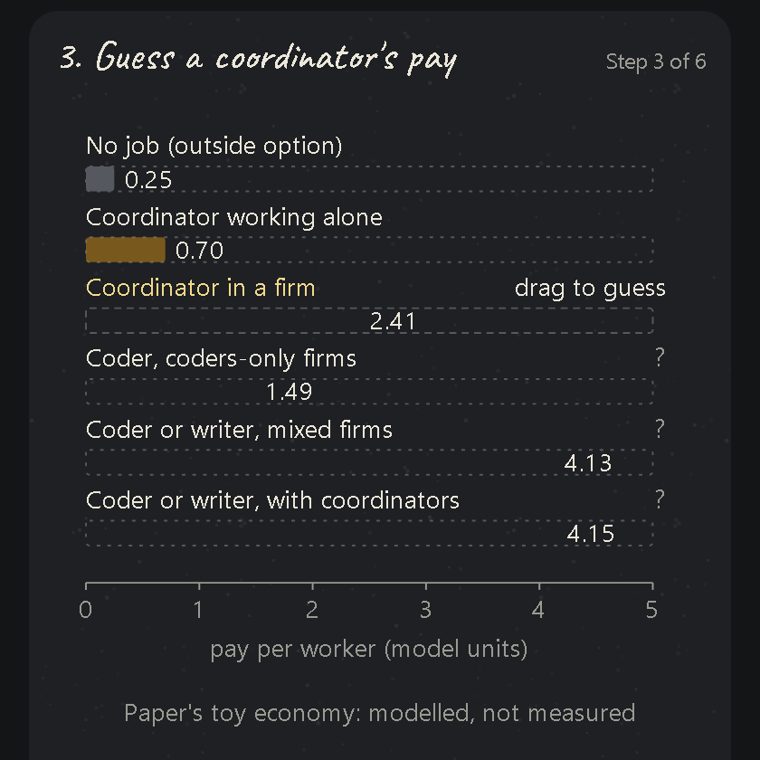 3. Guess a coordinator's pay
Step 3 of 6
No job (outside option)
0.25
Coordinator working alone
0.70
Coordinator in a firm
drag to guess
2.41
Coder, coders-only firms
?
1.49
Coder or writer, mixed firms
?
4.13
Coder or writer, with coordinators
?
4.15
0 1 2 3 4 5
pay per worker (model units)
Paper's toy economy: modelled, not measured